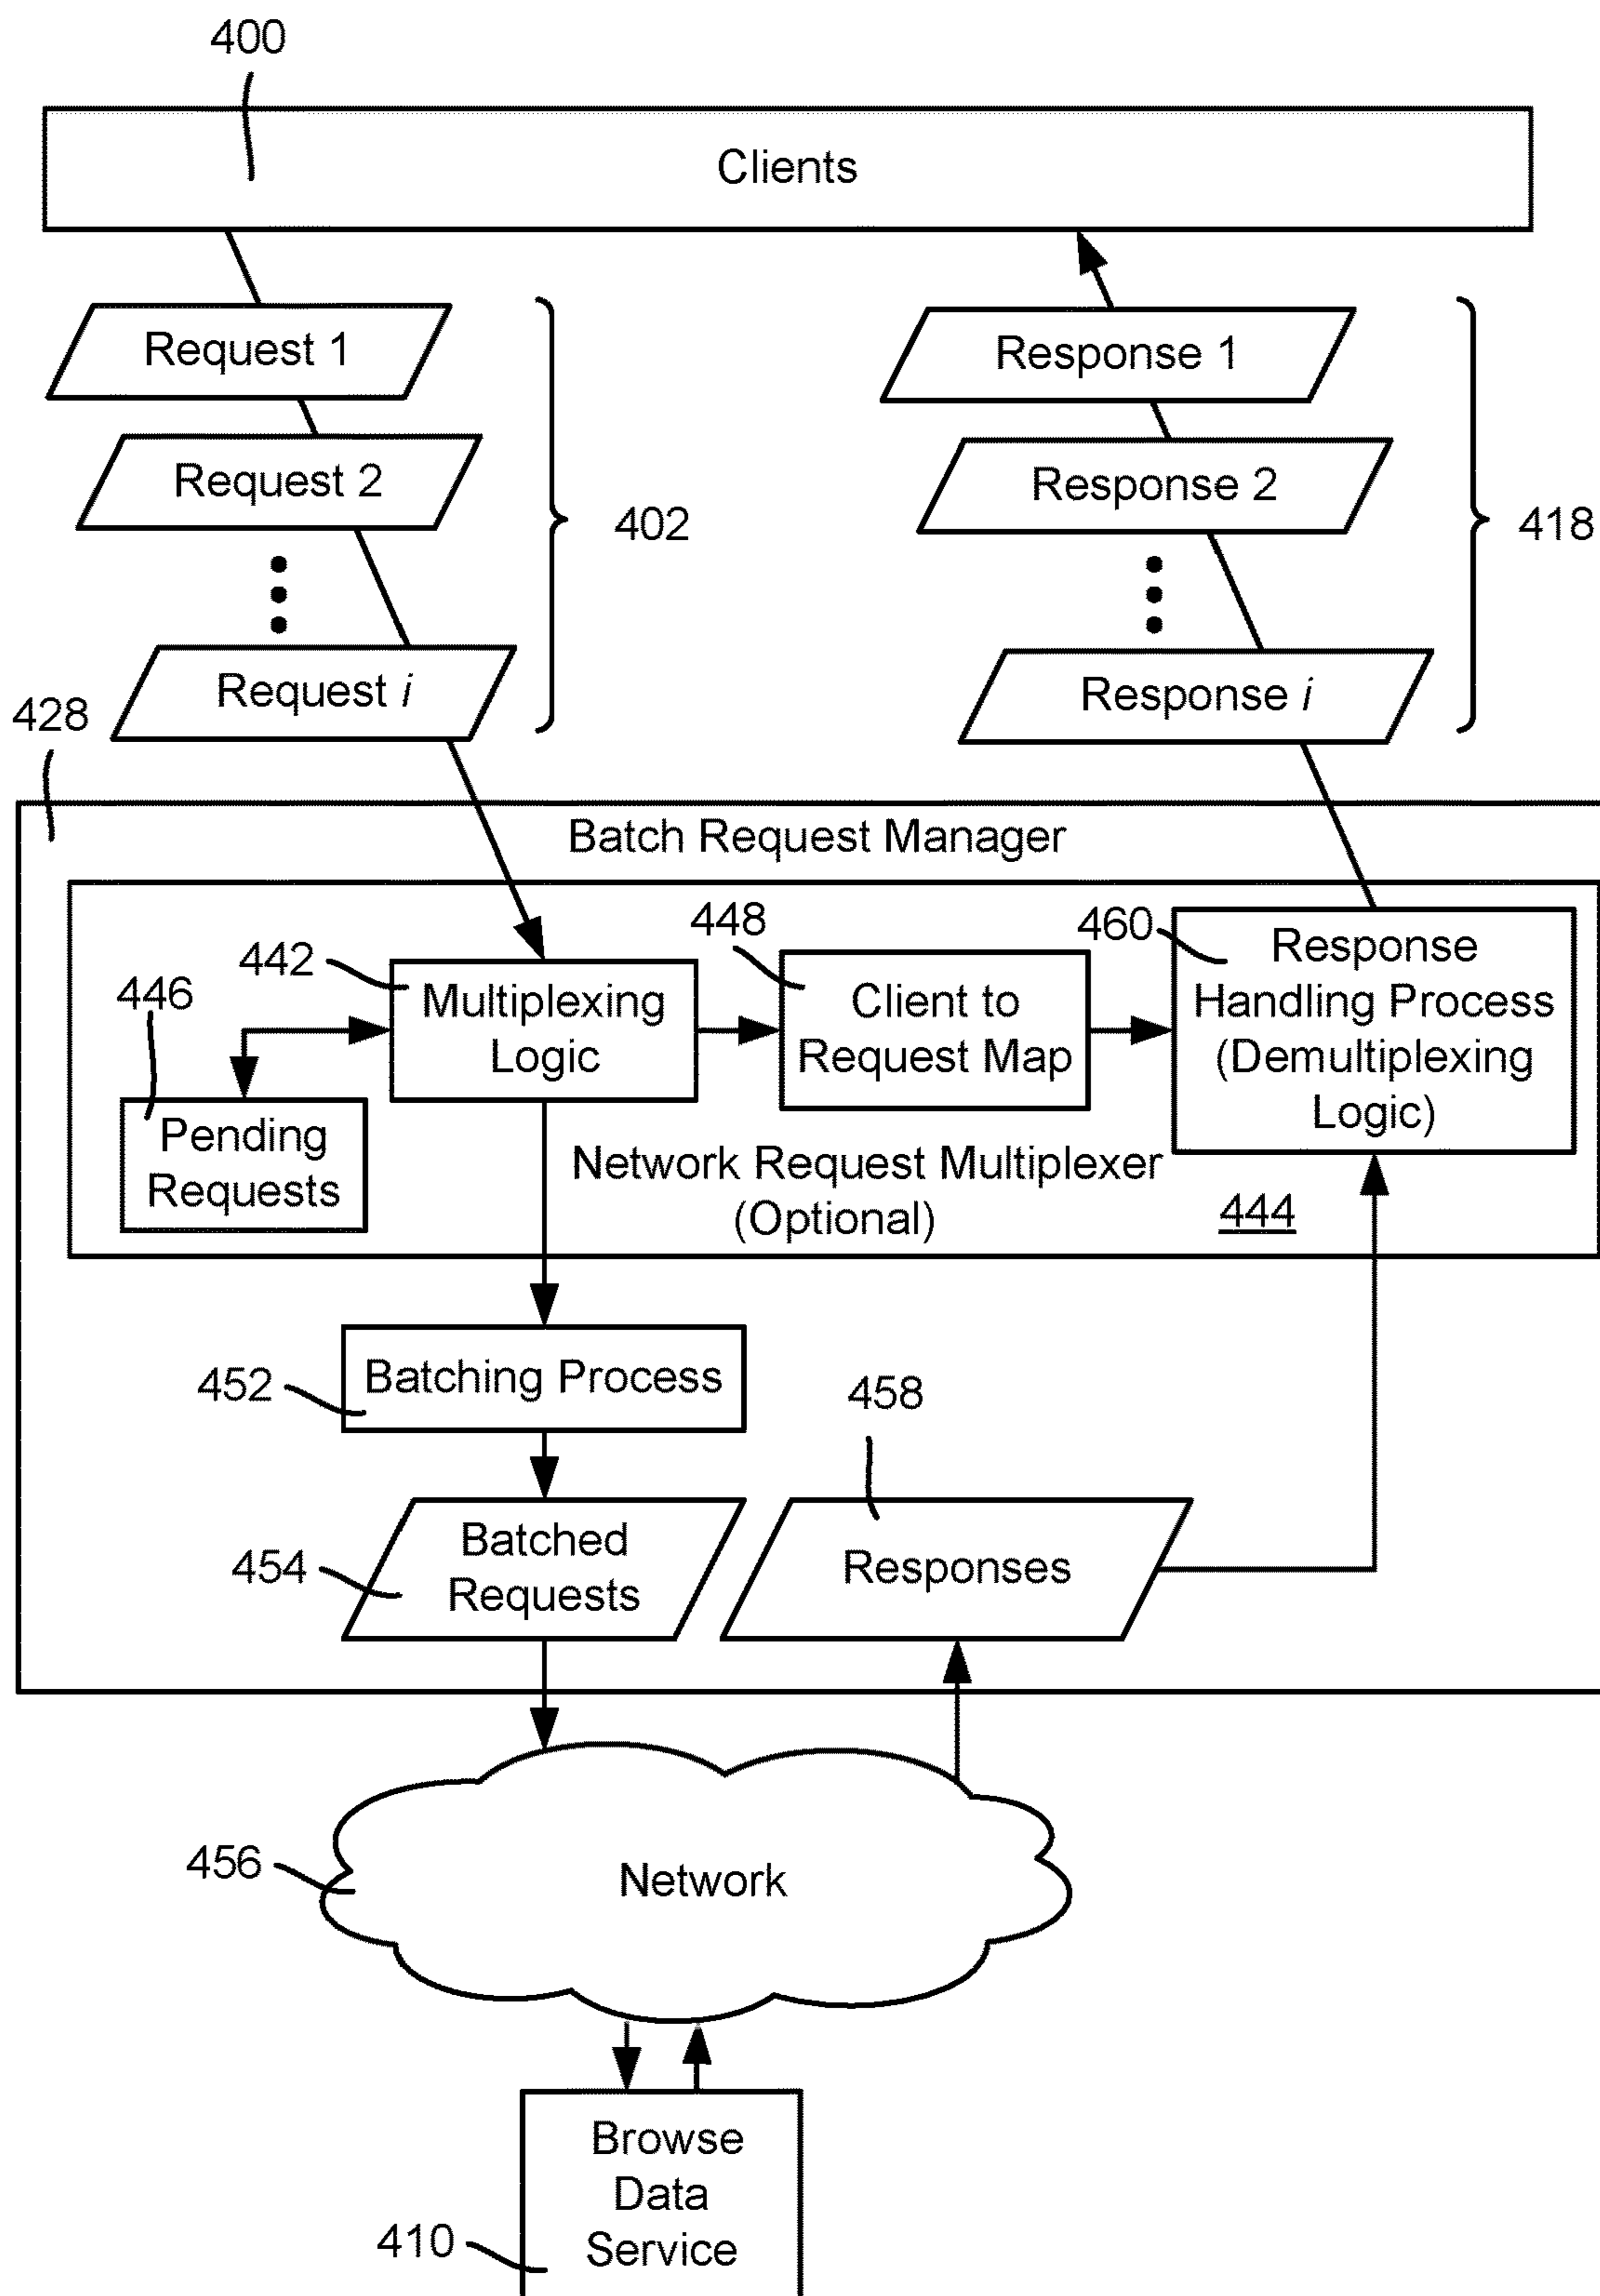 400
Clients
Request 1
Response 1
Request 2
Response 2
402
418
Request i
Response i
428
Batch Request Manager
448
460
Response
Handling Process
(Demultiplexing
Logic)
442
446
Multiplexing
Logic
Client to
Request Map
Pending
Requests
Network Request Multiplexer
(Optional)
444
452
Batching Process
458
454
Batched
Requests
Responses
456
Network
Browse
Data
Service
410